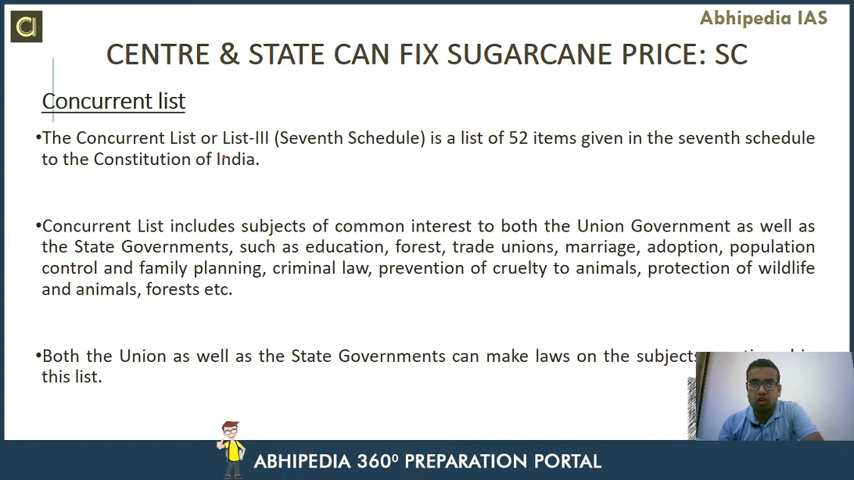 Abhipedia IAS
CENTRE & STATE CAN FIX SUGARCANE PRICE: SC
Concurrent list
•The Concurrent List or List-III (Seventh Schedule) is a list of 52 items given in the seventh schedule
to the Constitution of India.
Concurrent List includes subjects of common interest to both the Union Government as well as
the State Governments, such as education, forest, trade unions, marriage, adoption, population
control and family planning, criminal law, prevention of cruelty to animals, protection of wildlife
and animals, forests etc.
•Both the Union as well as the State Governments can make laws on the subjects
this list.
ABHIPEDIA 360⁰ PREPARATION PORTAL